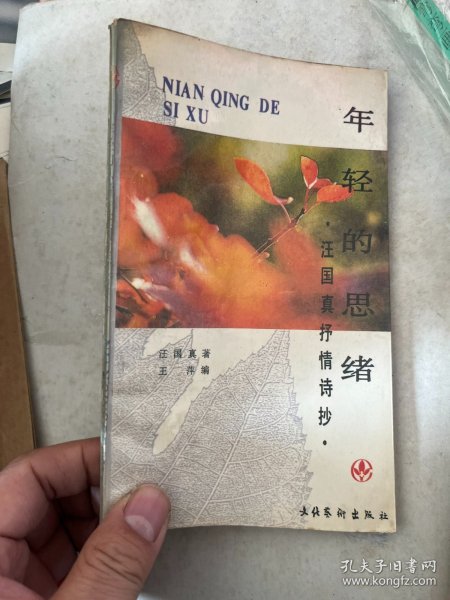 NIAN QING DE
SI XU
年轻的思绪
·汪国真抒情诗抄·
汪国真著
王萍编
文化艺术出版社
孔夫子旧书网
www.kongfz.com